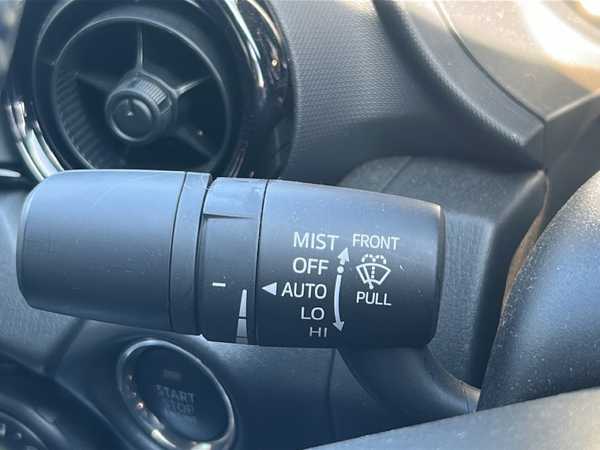 MIST FRONT
OFF
AUTO PULL
LO
HI
START
STOP